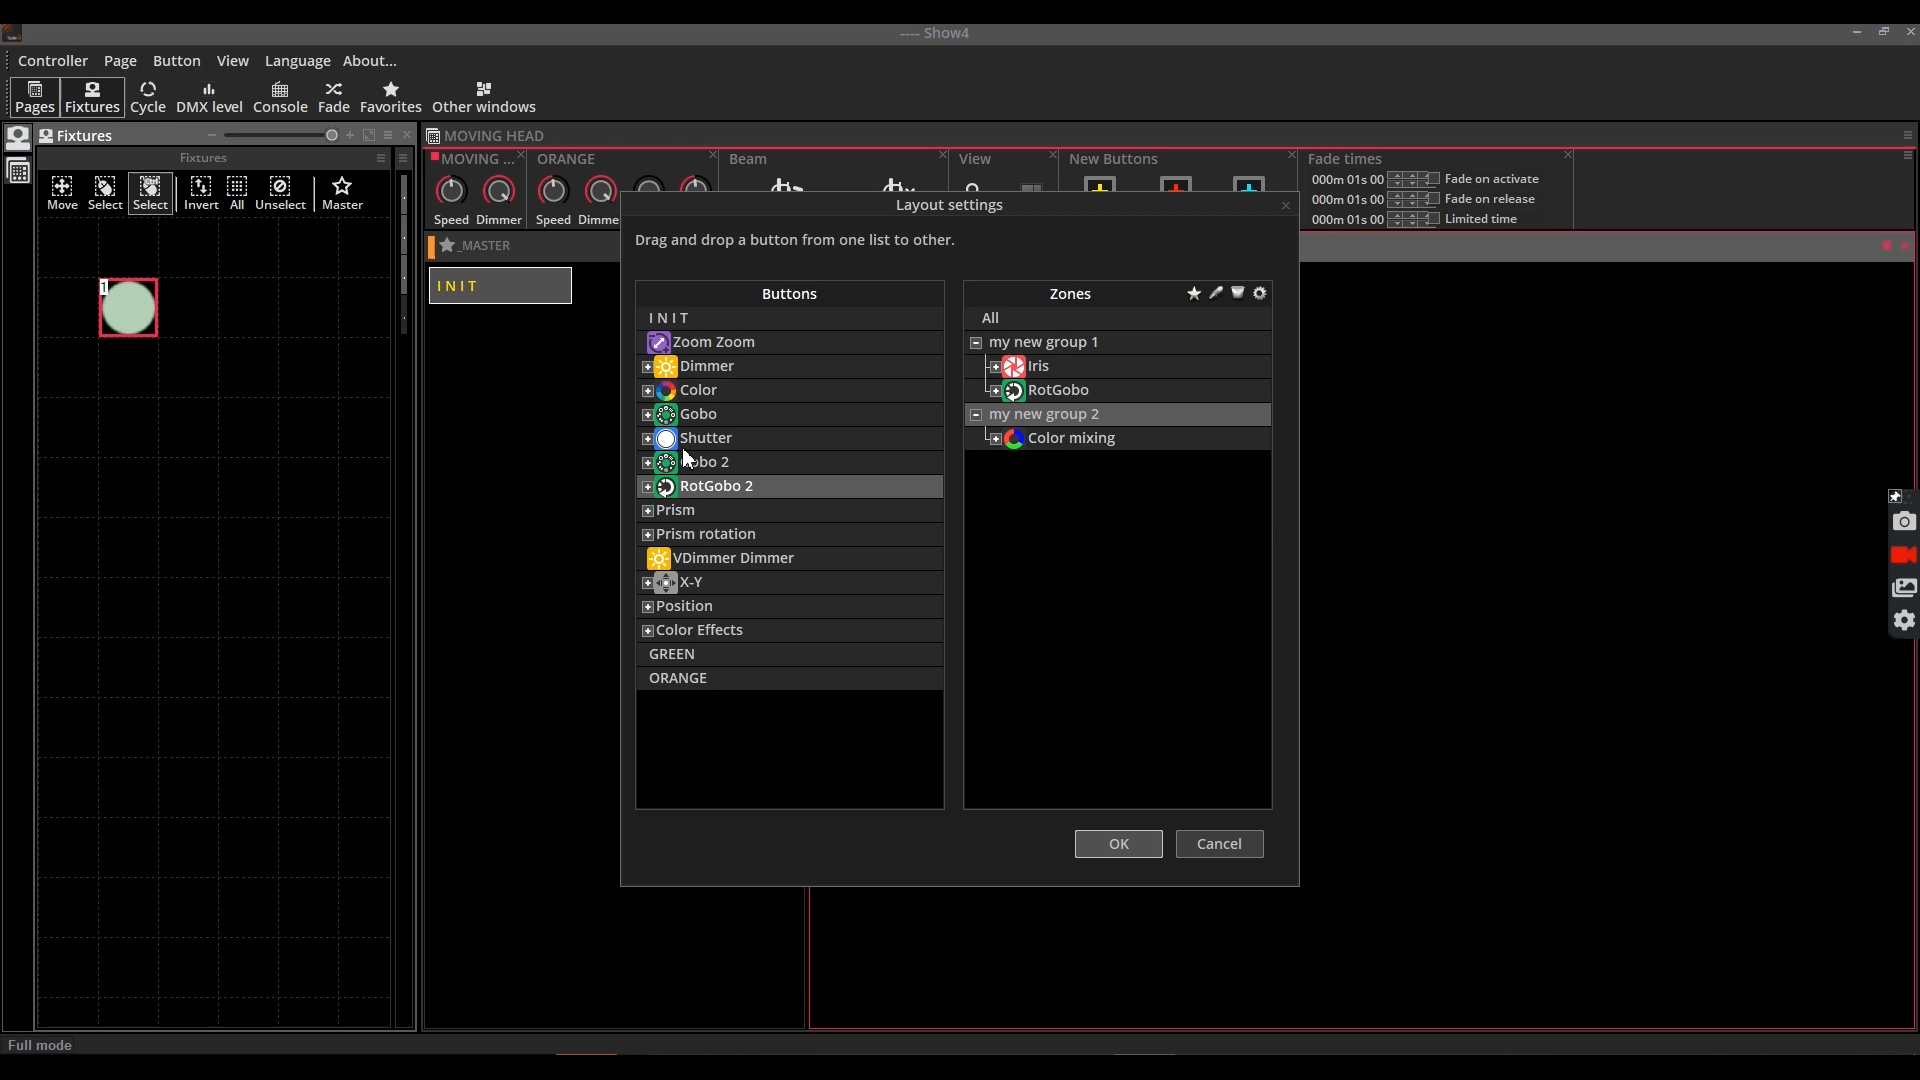 ---- Show4
Controller Page Button View Language About...
Pages Fixtures Cycle DMX level Console Fade Favorites Other windows
Fixtures
Fixtures
Move Select Select Invert All Unselect Master
1
MOVING HEAD
MOVING ... ORANGE Beam View New Buttons Fade times
Speed Dimmer Speed
000m 01s 00 Fade on activate
000m 01s 00 Fade on release
000m 01s 00 Limited time
_MASTER
I N I T
Layout settings
Drag and drop a button from one list to other.
Buttons
I N I T
Zoom Zoom
Dimmer
Color
Gobo
Shutter
bo 2
RotGobo 2
Prism
Prism rotation
VDimmer Dimmer
X-Y
Position
Color Effects
GREEN
ORANGE
Zones
All
my new group 1
Iris
RotGobo
my new group 2
Color mixing
OK Cancel
Full mode